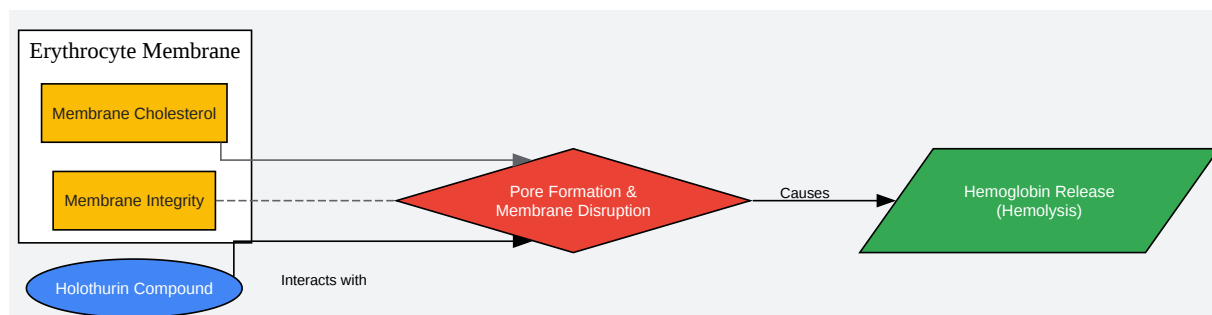 Erythrocyte Membrane
Membrane Cholesterol
Membrane Integrity
Holothurin Compound
Interacts with
Pore Formation &
Membrane Disruption
Causes
Hemoglobin Release
(Hemolysis)